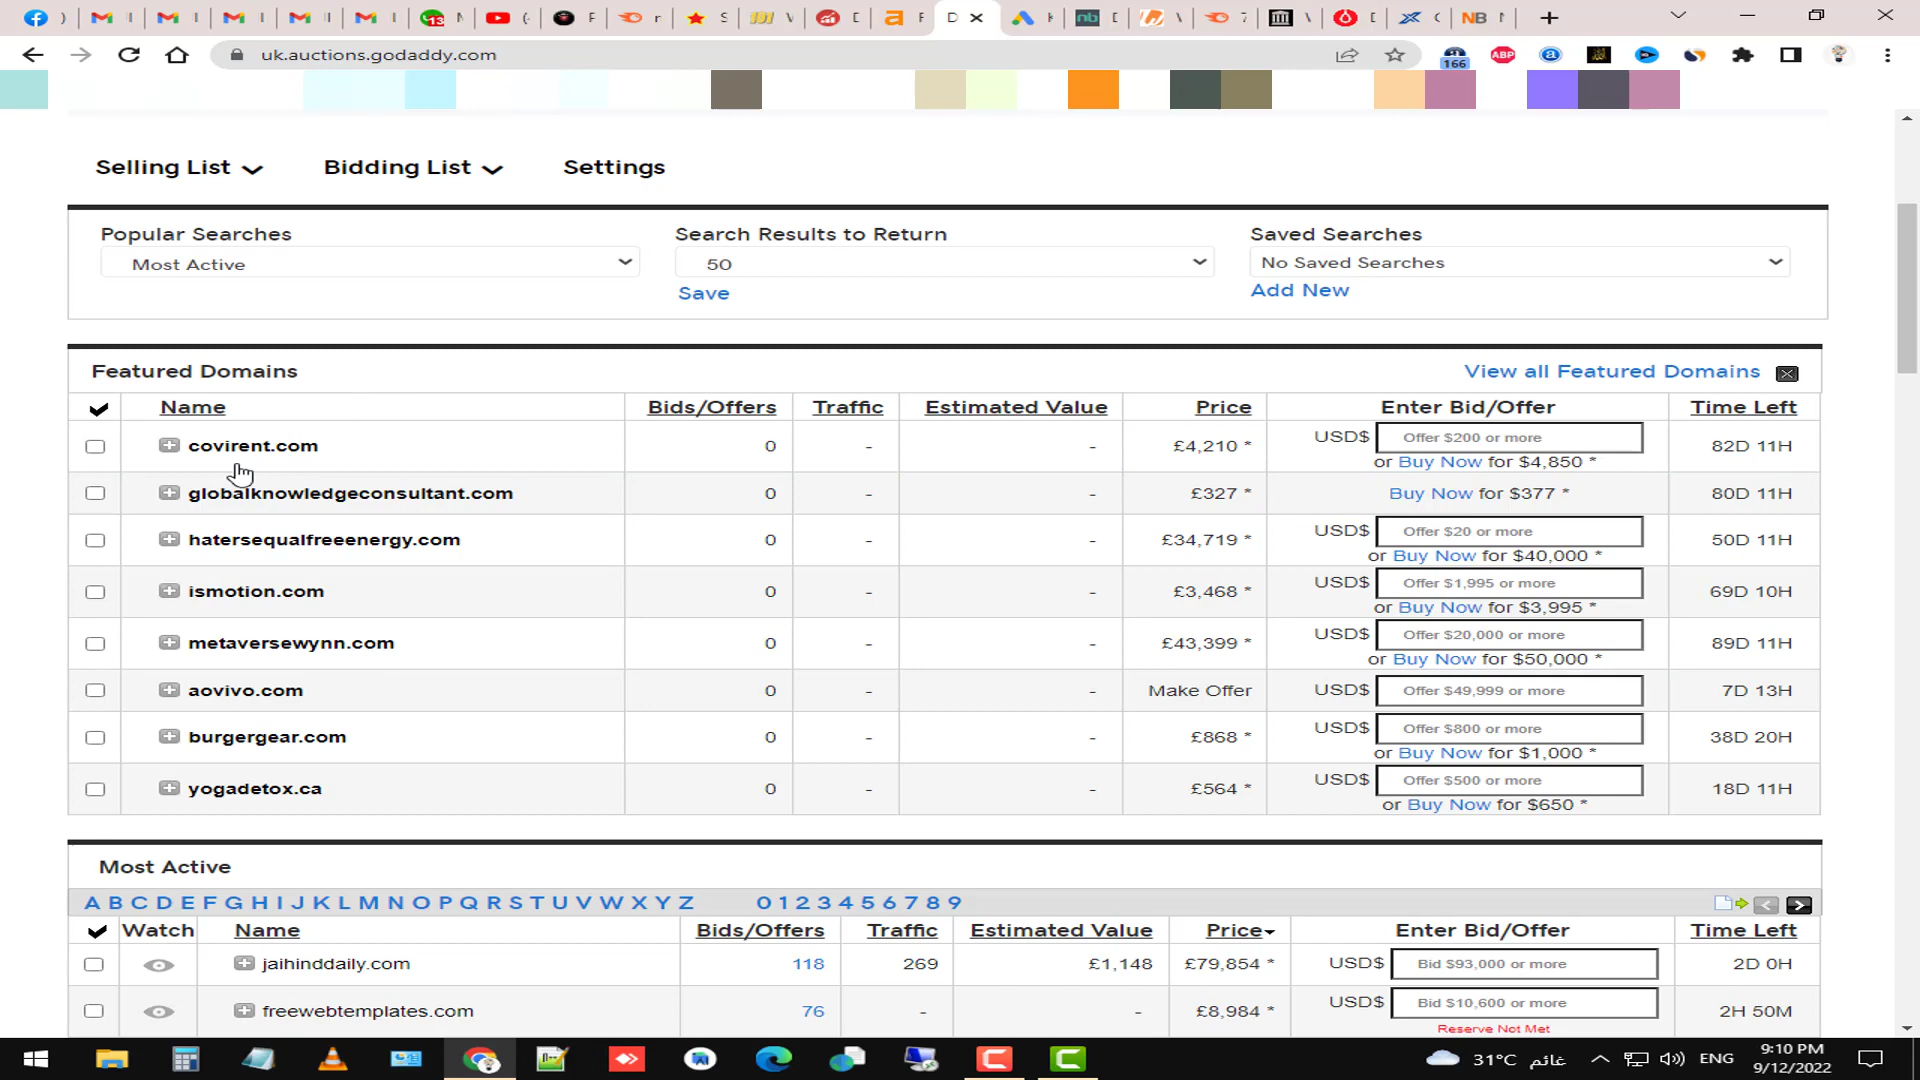 uk.auctions.godaddy.com
166
ABP
Selling List
Bidding List
Settings
Popular Searches
Search Results to Return
Saved Searches
Most Active
50
No Saved Searches
Save
Add New
Featured Domains
View all Featured Domains
Name Bids/Offers Traffic Estimated Value Price Enter Bid/Offer Time Left
covirent.com 0 - - £4,210 * USD$ Offer $200 or more 82D 11H
or Buy Now for $4,850 *
globalknowledgeconsultant.com 0 - - £327 * Buy Now for $377 * 80D 11H
hatersequalfreeenergy.com 0 - - £34,719 * USD$ Offer $20 or more 50D 11H
or Buy Now for $40,000 *
ismotion.com 0 - - £3,468 * USD$ Offer $1,995 or more 69D 10H
or Buy Now for $3,995 *
metaversewynn.com 0 - - £43,399 * USD$ Offer $20,000 or more 89D 11H
or Buy Now for $50,000 *
aovivo.com 0 - - Make Offer USD$ Offer $49,999 or more 7D 13H
burgergear.com 0 - - £868 * USD$ Offer $800 or more 38D 20H
or Buy Now for $1,000 *
yogadetox.ca 0 - - £564 * USD$ Offer $500 or more 18D 11H
or Buy Now for $650 *
Most Active
A B C D E F G H I J K L M N O P Q R S T U V W X Y Z 0 1 2 3 4 5 6 7 8 9
Watch Name Bids/Offers Traffic Estimated Value Price Enter Bid/Offer Time Left
jaihinddaily.com 118 269 £1,148 £79,854 * USD$ Bid $93,000 or more 2D 0H
freewebtemplates.com 76 - - £8,984 * USD$ Bid $10,600 or more 2H 50M
Reserve Not Met
31°C غائم
ENG
9:10 PM
9/12/2022